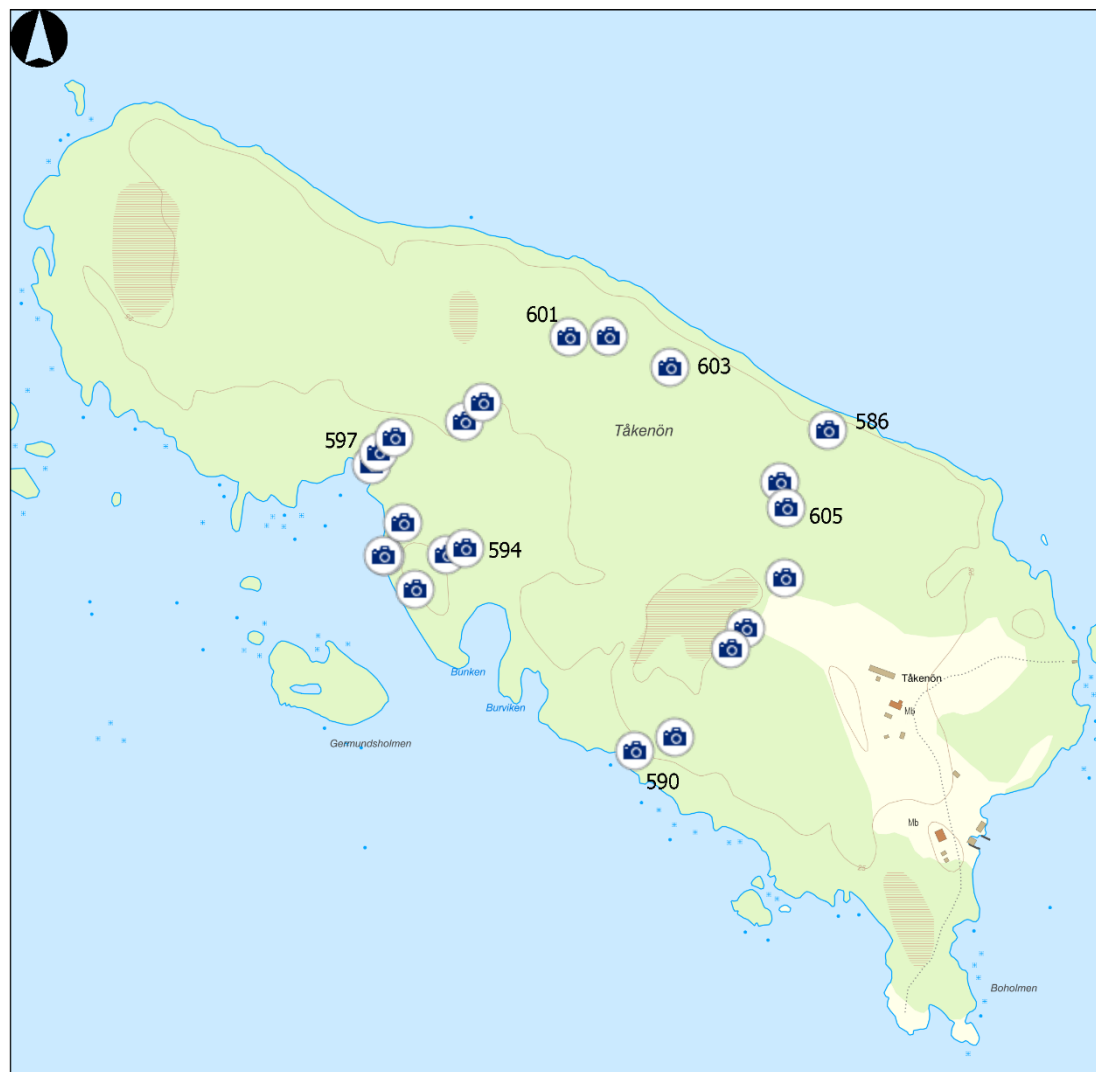 601
603
586
Tåkenön
597
605
594
Bunken
Tåkenön
Burviken
Mb
Germundsholmen
590
Mb
Boholmen